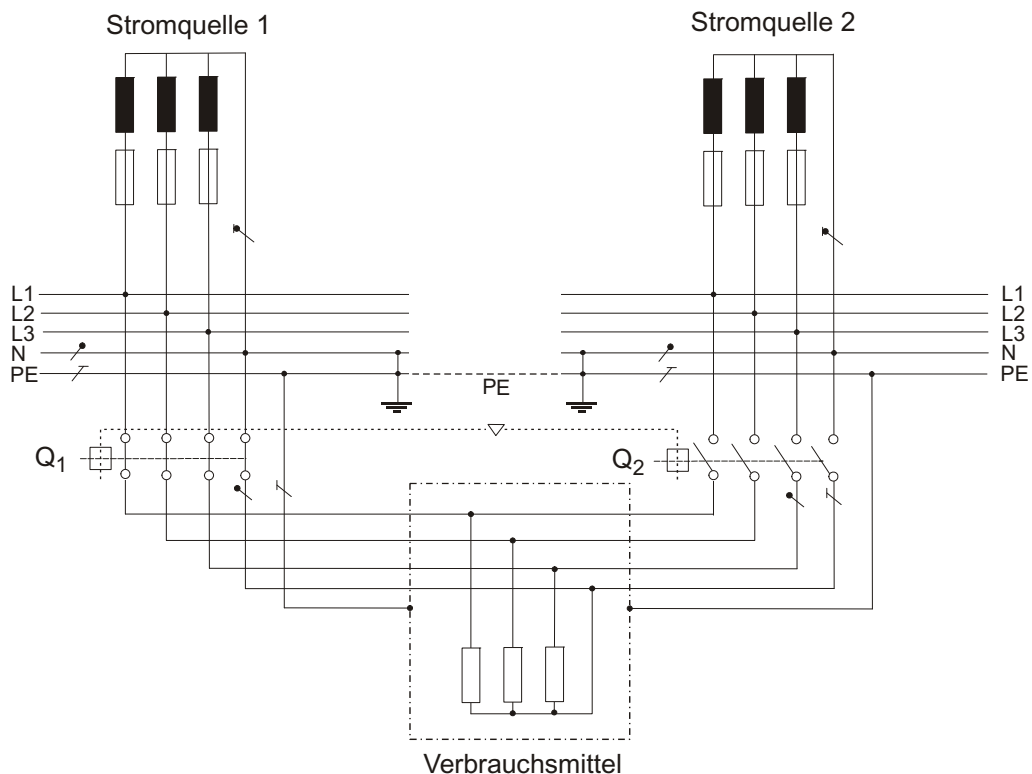 Stromquelle 1
Stromquelle 2
L1
L2
L3
N
PE
L1
L2
L3
N
PE
PE
Q1
Q2
Verbrauchsmittel